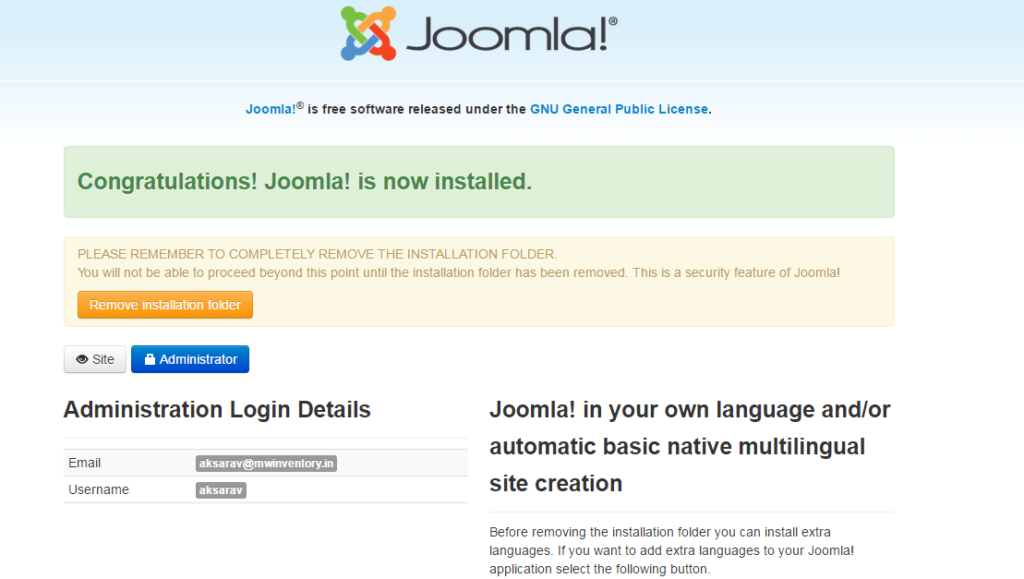 Joomla!®
Joomla!® is free software released under the GNU General Public License.
Congratulations! Joomla! is now installed.
PLEASE REMEMBER TO COMPLETELY REMOVE THE INSTALLATION FOLDER.
You will not be able to proceed beyond this point until the installation folder has been removed. This is a security feature of Joomla!
Remove installation folder
Site
Administrator
Administration Login Details
Email aksarav@mwinventory.in
Username aksarav
Joomla! in your own language and/or
automatic basic native multilingual
site creation
Before removing the installation folder you can install extra
languages. If you want to add extra languages to your Joomla!
application select the following button.